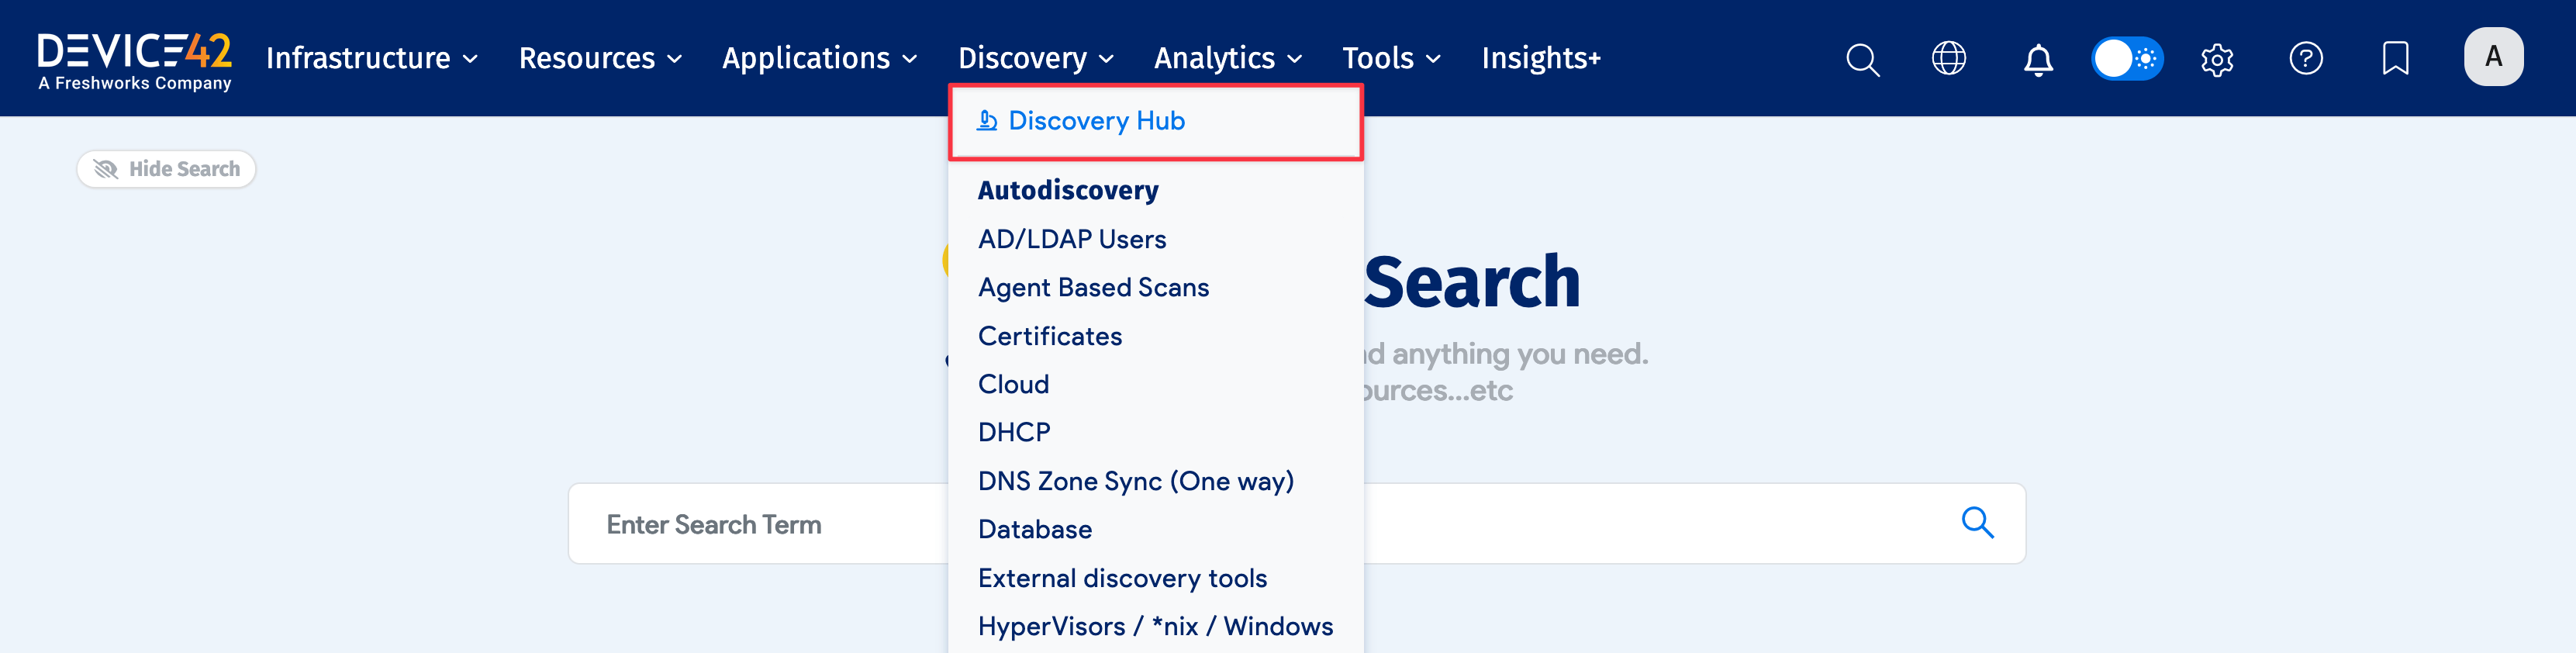 DEVICE42
A Freshworks Company
Infrastructure Resources Applications Discovery Analytics Tools Insights+
A
Discovery Hub
Hide Search
Autodiscovery
AD/LDAP Users
Agent Based Scans
Certificates
Cloud
DHCP
DNS Zone Sync (One way)
Database
External discovery tools
HyperVisors / *nix / Windows
Search
anything you need.
...etc
Enter Search Term